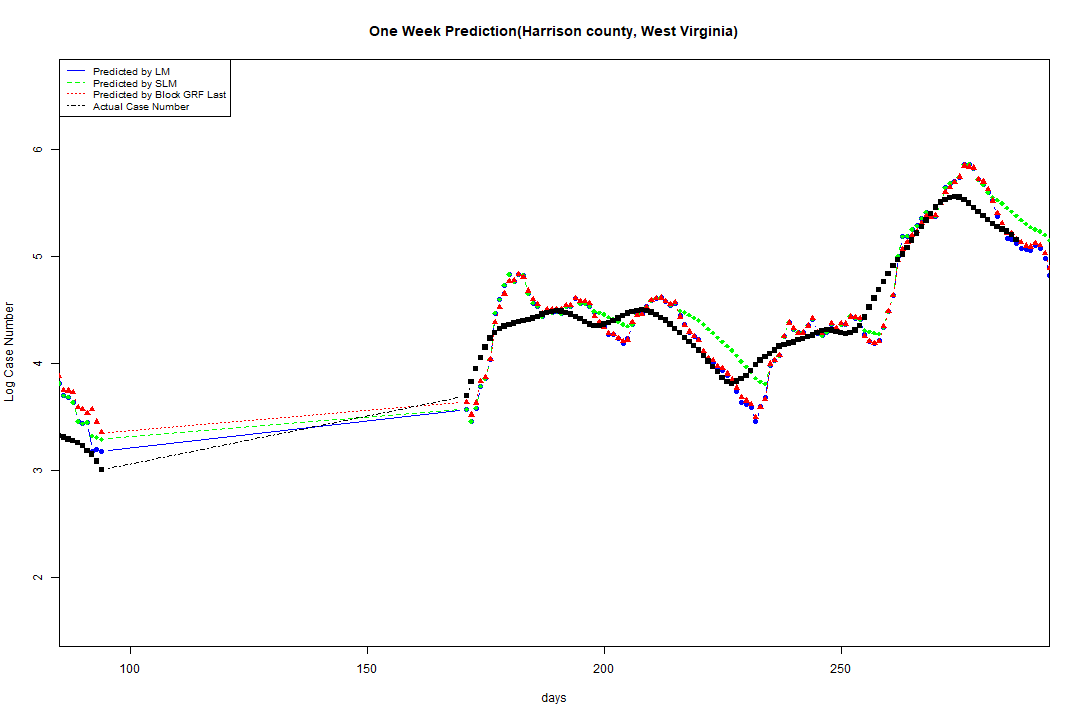 One Week Prediction(Harrison county, West Virginia)
Predicted by LM
Predicted by SLM
Predicted by Block GRF Last
Actual Case Number
6
5
4
3
2
Log Case Number
100
150
200
250
days